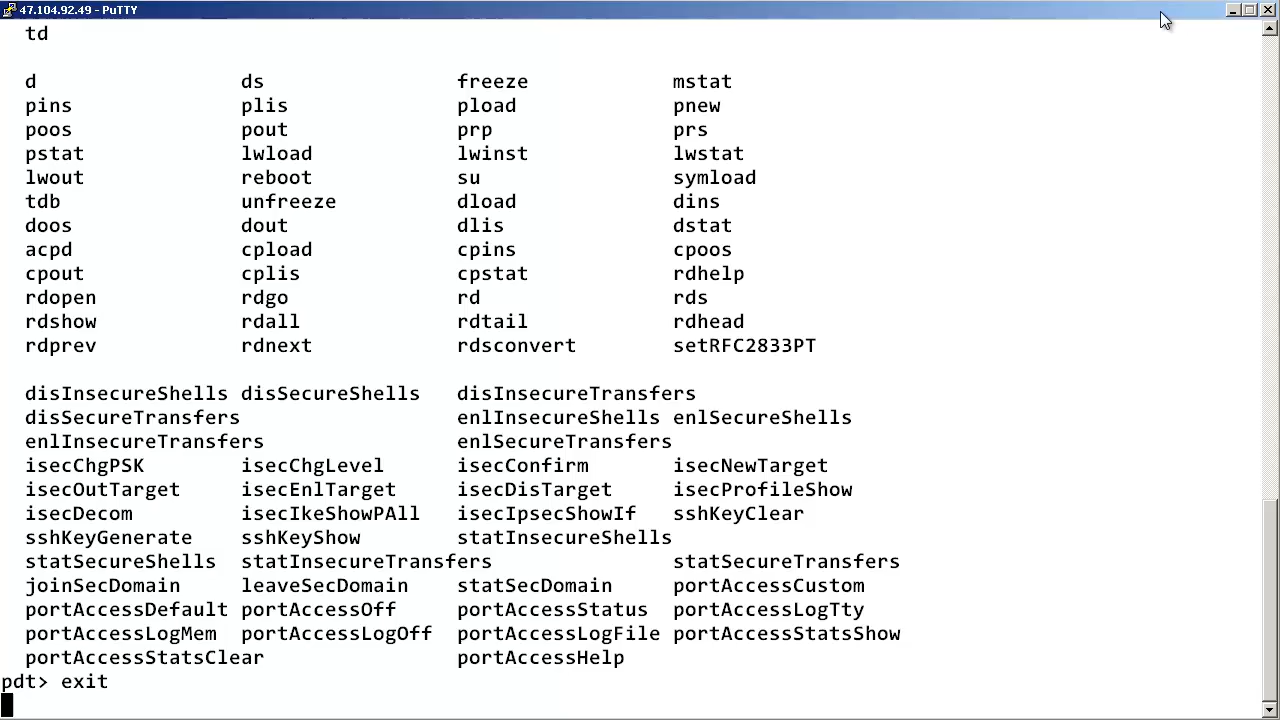 47.104.92.49 - PuTTY
td
d ds freeze mstat
pins plis pload pnew
poos pout prp prs
pstat lwload lwinst lwstat
lwout reboot su symload
tdb unfreeze dload dins
doos dout dlis dstat
acpd cpload cpins cpoos
cpout cplis cpstat rdhelp
rdopen rdgo rd rds
rdshow rdall rdtail rdhead
rdprev rdnext rdsconvert setRFC2833PT
disInsecureShells disSecureShells disInsecureTransfers
disSecureTransfers enlInsecureShells enlSecureShells
enlInsecureTransfers enlSecureTransfers
isecChgPSK isecChgLevel isecConfirm isecNewTarget
isecOutTarget isecEnlTarget isecDisTarget isecProfileShow
isecDecom isecIkeShowPAll isecIpsecShowIf sshKeyClear
sshKeyGenerate sshKeyShow statInsecureShells
statSecureShells statInsecureTransfers statSecureTransfers
joinSecDomain leaveSecDomain statSecDomain portAccessCustom
portAccessDefault portAccessOff portAccessStatus portAccessLogTty
portAccessLogMem portAccessLogOff portAccessLogFile portAccessStatsShow
portAccessStatsClear portAccessHelp
pdt> exit